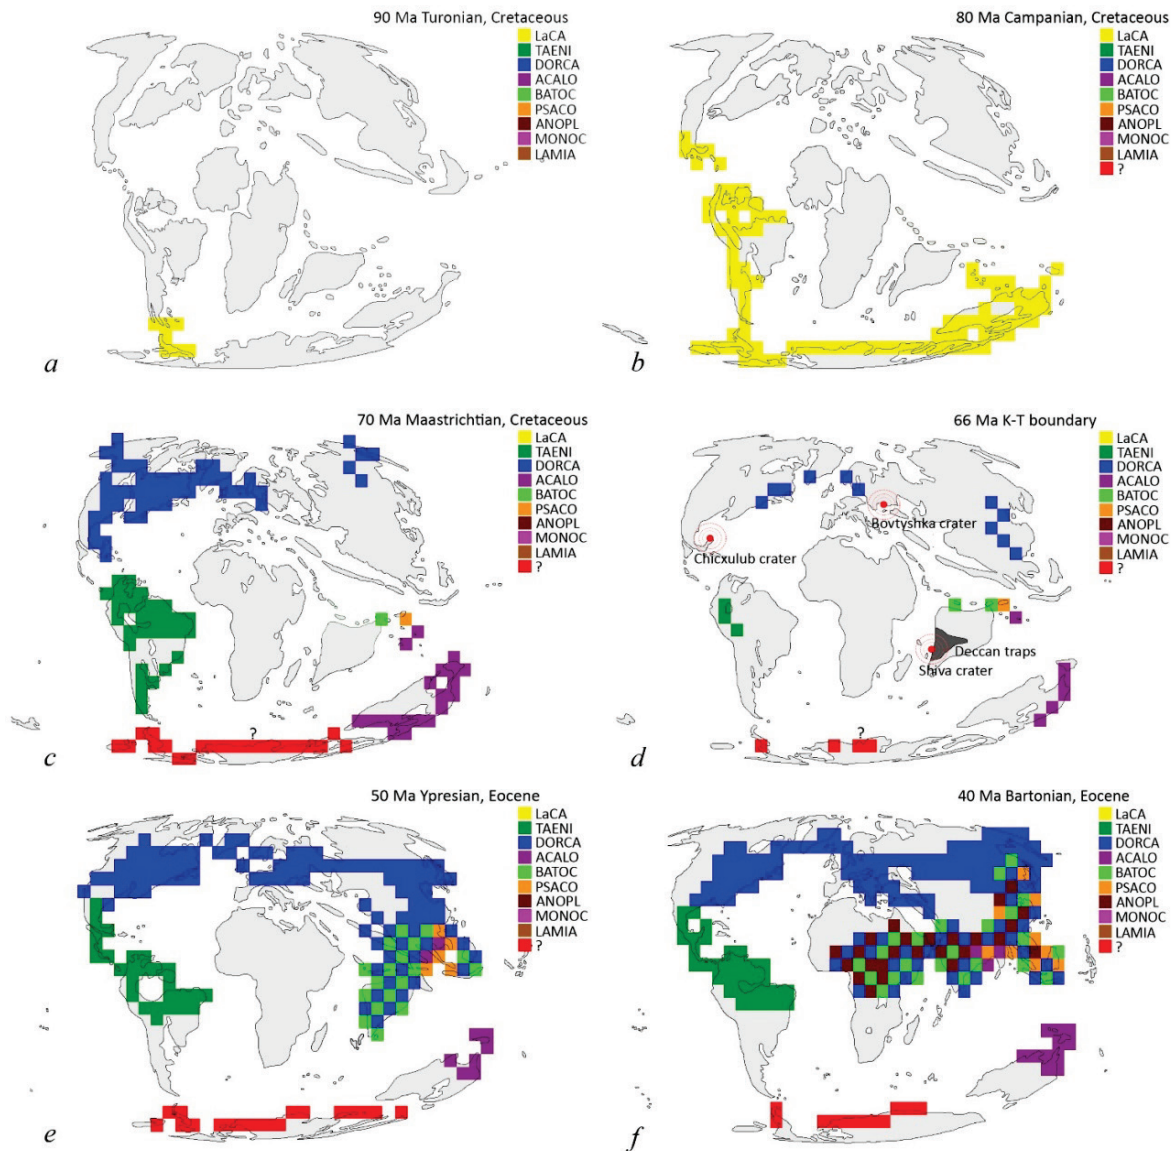 90 Ma Turonian, Cretaceous
LaCA
TAENI
DORCA
ACALO
BATOC
PSACO
ANOPL
MONOC
LAMIA
a
80 Ma Campanian, Cretaceous
LaCA
TAENI
DORCA
ACALO
BATOC
PSACO
ANOPL
MONOC
LAMIA
?
b
70 Ma Maastrichtian, Cretaceous
LaCA
TAENI
DORCA
ACALO
BATOC
PSACO
ANOPL
MONOC
LAMIA
?
?
c
66 Ma K-T boundary
LaCA
TAENI
DORCA
ACALO
BATOC
PSACO
ANOPL
MONOC
LAMIA
?
Bovtyshka crater
Chicxulub crater
Deccan traps
Shiva crater
?
d
50 Ma Ypresian, Eocene
LaCA
TAENI
DORCA
ACALO
BATOC
PSACO
ANOPL
MONOC
LAMIA
?
e
40 Ma Bartonian, Eocene
LaCA
TAENI
DORCA
ACALO
BATOC
PSACO
ANOPL
MONOC
LAMIA
?
f